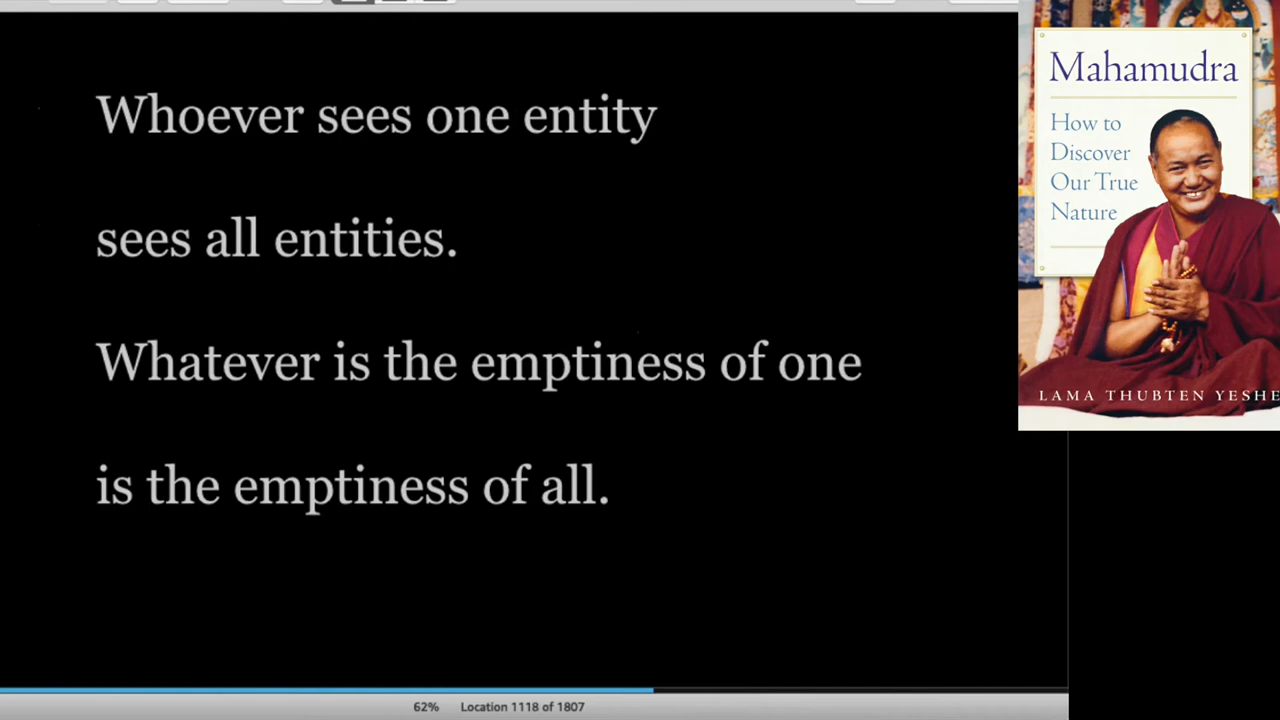 Whoever sees one entity
sees all entities.
Whatever is the emptiness of one
is the emptiness of all.
Mahamudra
How to
Discover
Our True
Nature
LAMA THUBTEN YESHE
62% Location 1118 of 1807